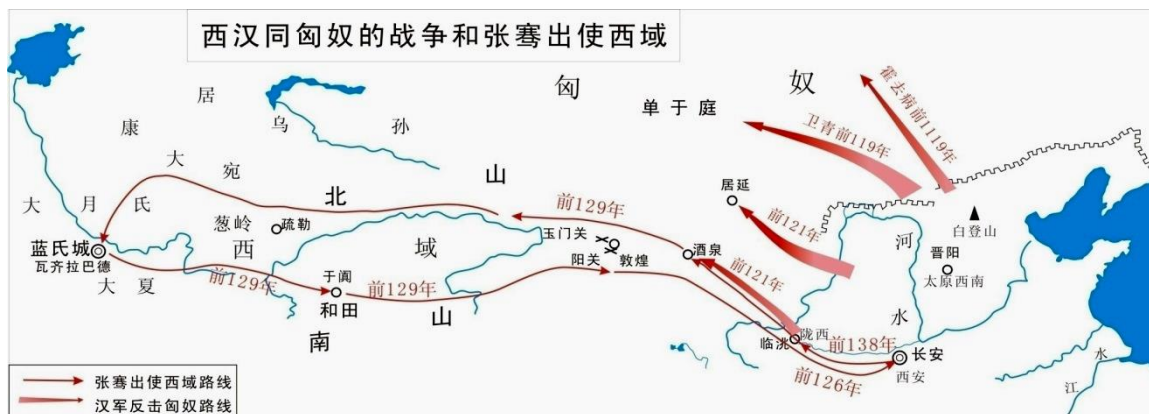 西汉同匈奴的战争和张骞出使西域
匈奴
单于庭
霍去病前1119年
卫青前119年
康居
乌孙
大宛
北山
大月氏
葱岭
疏勒
西域
蓝氏城
瓦齐拉巴德
大夏
前129年
于阗
和田
前129年
南山
前129年
玉门关
阳关
敦煌
酒泉
居延
前121年
前121年
白登山
晋阳
太原西南
河水
临洮
陇西
前138年
前126年
长安
西安
江水
张骞出使西域路线
汉军反击匈奴路线